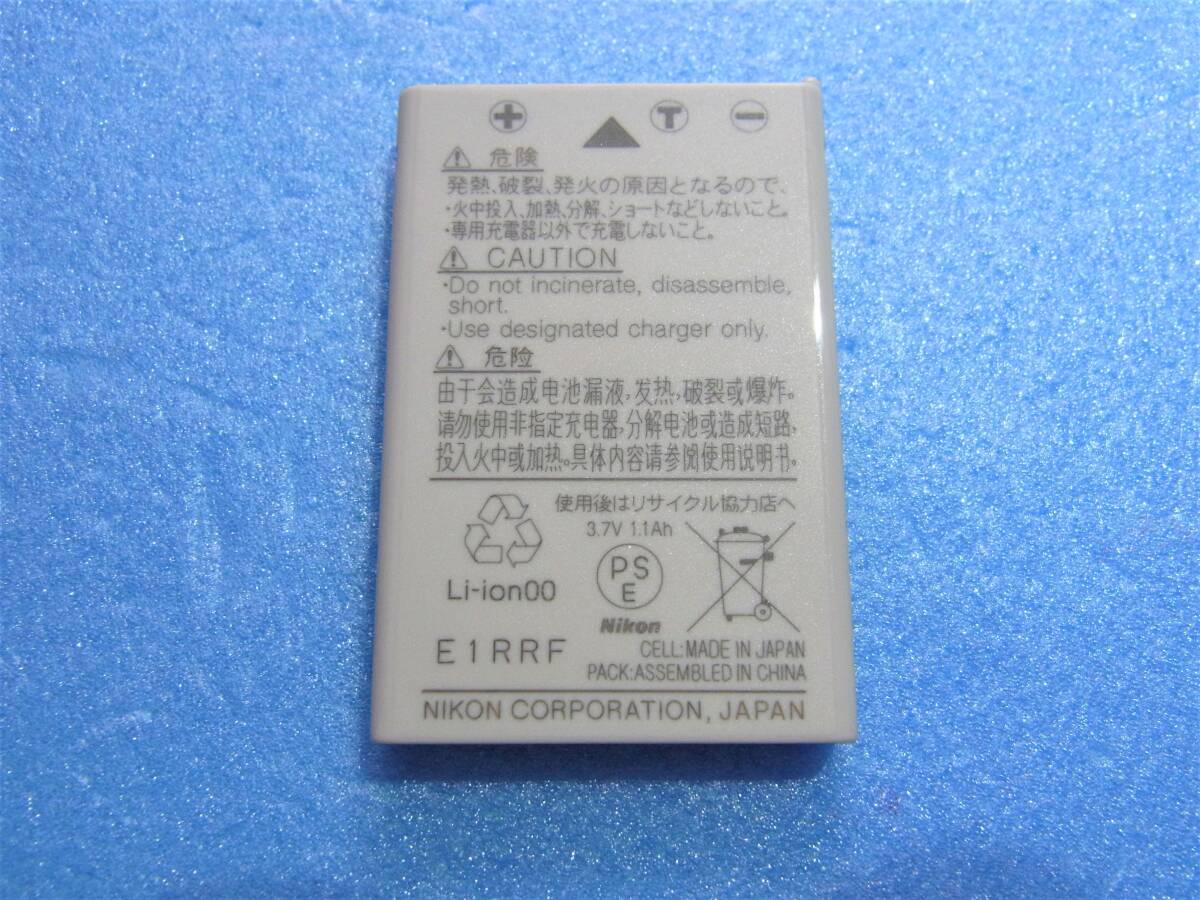 + T −
⚠ 危険
発熱、破裂、発火の原因となるので、
・火中投入、加熱、分解、ショートなどしないこと。
・専用充電器以外で充電しないこと。
⚠ CAUTION
・Do not incinerate, disassemble,
short.
・Use designated charger only.
⚠ 危险
由于会造成电池漏液,发热,破裂或爆炸。
请勿使用非指定充电器,分解电池或造成短路,
投入火中或加热。具体内容请参阅使用说明书。
使用後はリサイクル協力店へ
3.7V 1.1Ah
PS
E
Li-ion00
Nikon
E1RRF
CELL:MADE IN JAPAN
PACK:ASSEMBLED IN CHINA
NIKON CORPORATION, JAPAN